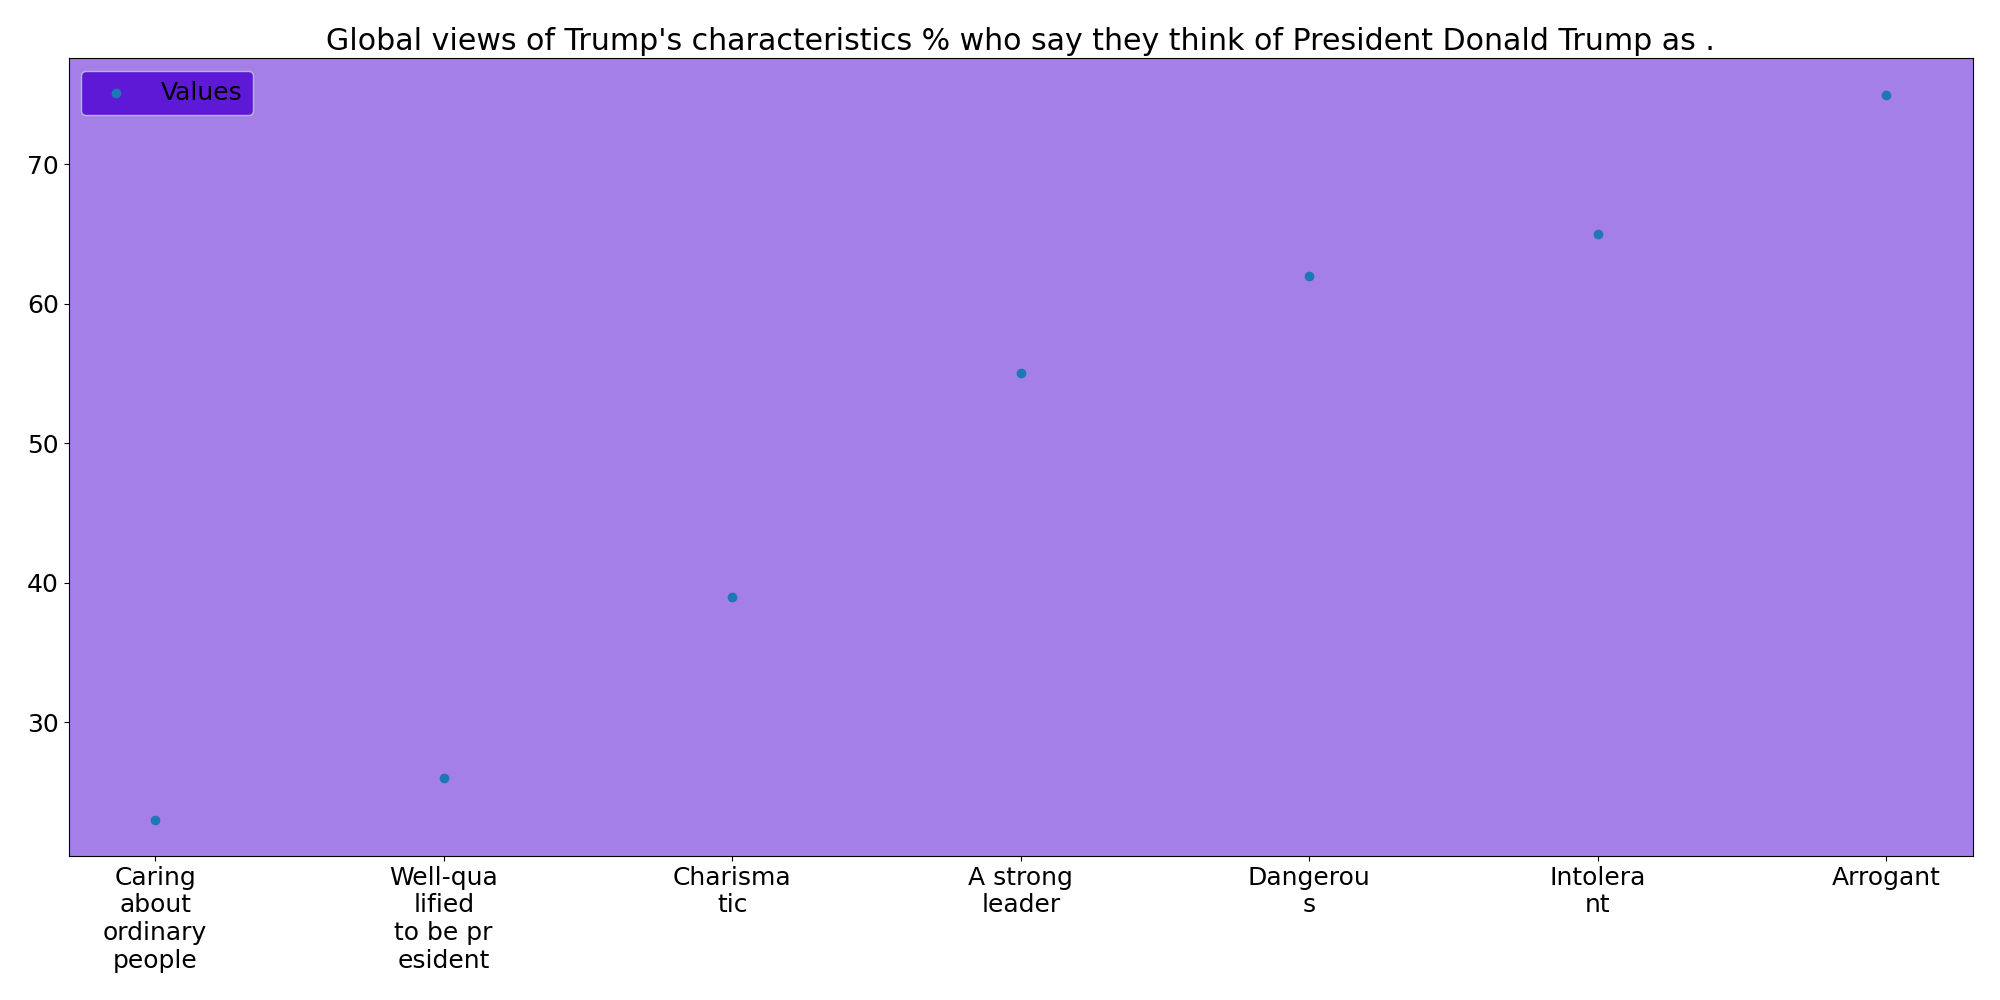 Global views of Trump's characteristics % who say they think of President Donald Trump as .
Values
70
60
50
40
30
Caring
about
ordinary
people
Well-qua
lified
to be pr
esident
Charisma
tic
A strong
leader
Dangerou
s
Intolera
nt
Arrogant